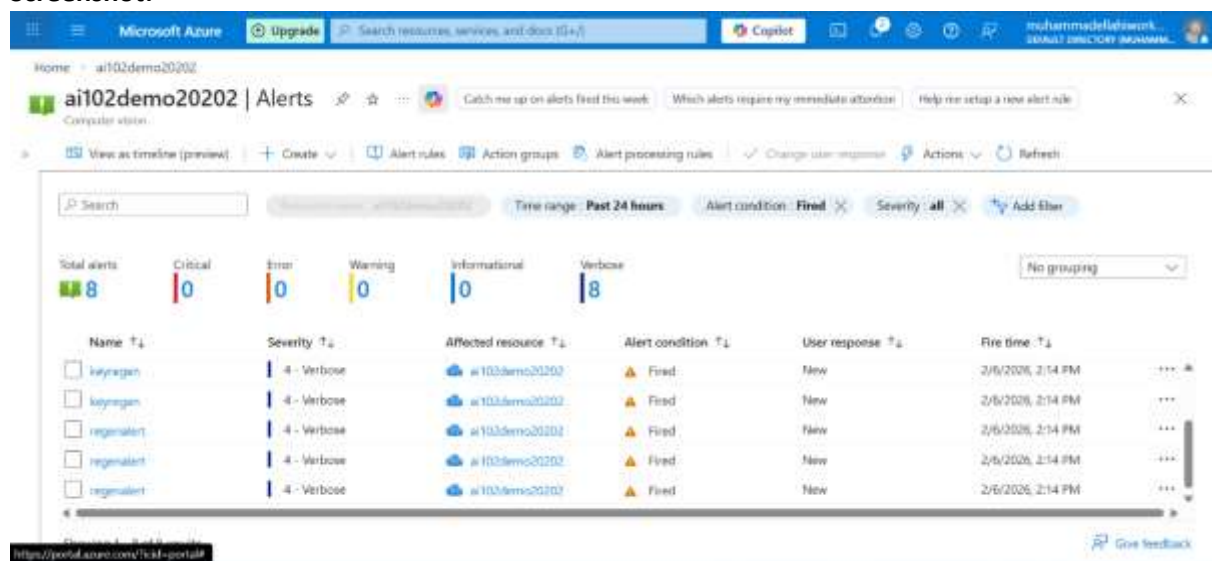 Microsoft Azure
Upgrade
Search resources, services, and docs (G+/)
Copilot
muhammadellahiwork...
Home > ai102demo20202
ai102demo20202 | Alerts
Catch me up on alerts fired this week
Which alerts require my immediate attention
Help me setup a new alert rule
Computer vision
View as timeline (preview)
Create
Alert rules
Action groups
Alert processing rules
Change user response
Actions
Refresh
Search
Time range : Past 24 hours
Alert condition : Fired
Severity : all
Add filter
Total alerts
8
Critical
0
Error
0
Warning
0
Informational
0
Verbose
8
No grouping
Name Severity Affected resource Alert condition User response Fire time
keyregen 4 - Verbose ai102demo20202 Fired New 2/6/2026, 2:14 PM
keyregen 4 - Verbose ai102demo20202 Fired New 2/6/2026, 2:14 PM
regenalert 4 - Verbose ai102demo20202 Fired New 2/6/2026, 2:14 PM
regenalert 4 - Verbose ai102demo20202 Fired New 2/6/2026, 2:14 PM
regenalert 4 - Verbose ai102demo20202 Fired New 2/6/2026, 2:14 PM
Give feedback
https://portal.azure.com/?icid=portal#